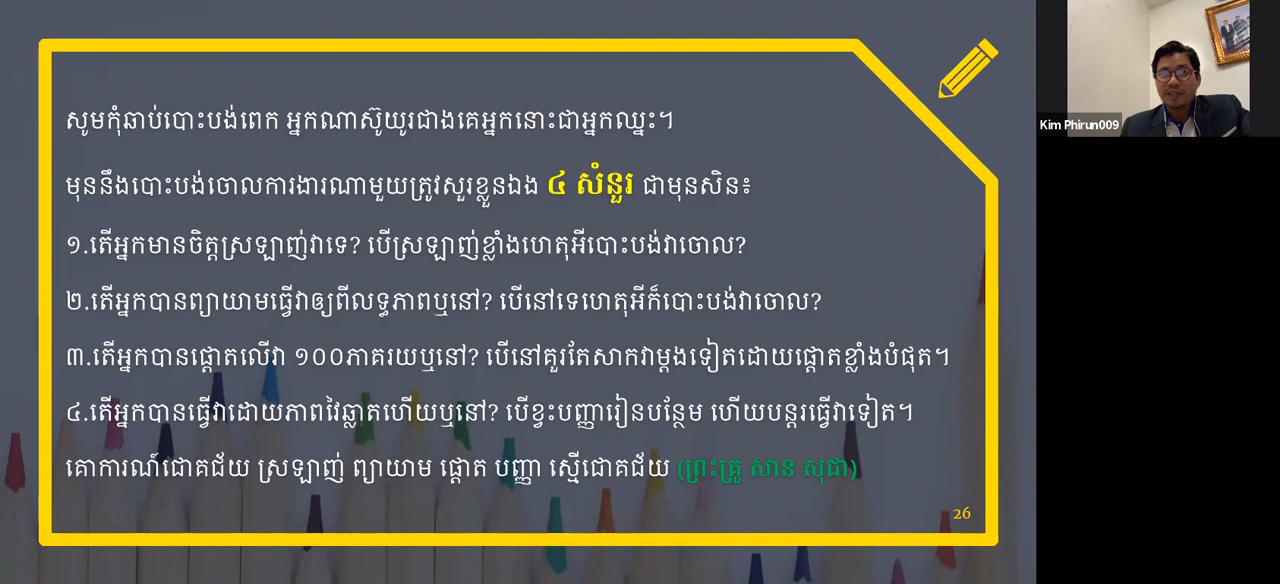 សូមកុំឆាប់បោះបង់ពេក អ្នកណាស៊ូយូរជាងគេអ្នកនោះជាអ្នកឈ្នះ។
មុននឹងបោះបង់ចោលការងារណាមួយត្រូវសួរខ្លួនឯង ៤ សំនួរ ជាមុនសិន៖
១.តើអ្នកមានចិត្តស្រឡាញ់វាទេ? បើស្រឡាញ់ខ្លាំងហេតុអីបោះបង់វាចោល?
២.តើអ្នកបានព្យាយាមធ្វើវាឲ្យពីលទ្ធភាពឬនៅ? បើនៅទេហេតុអីក៏បោះបង់វាចោល?
៣.តើអ្នកបានផ្តោតលើវា ១០០ភាគរយឬនៅ? បើនៅគួរតែសាកវាម្តងទៀតដោយផ្តោតខ្លាំងបំផុត។
៤.តើអ្នកបានធ្វើវាដោយភាពវៃឆ្លាតហើយឬនៅ? បើខ្វះបញ្ញារៀនបន្ថែម ហើយបន្តរធ្វើវាទៀត។
គោការណ៍ជោគជ័យ ស្រឡាញ់ ព្យាយាម ផ្តោត បញ្ញា ស្មើជោគជ័យ (ព្រះគ្រូ សាន សុជា)
26
Kim Phirun009